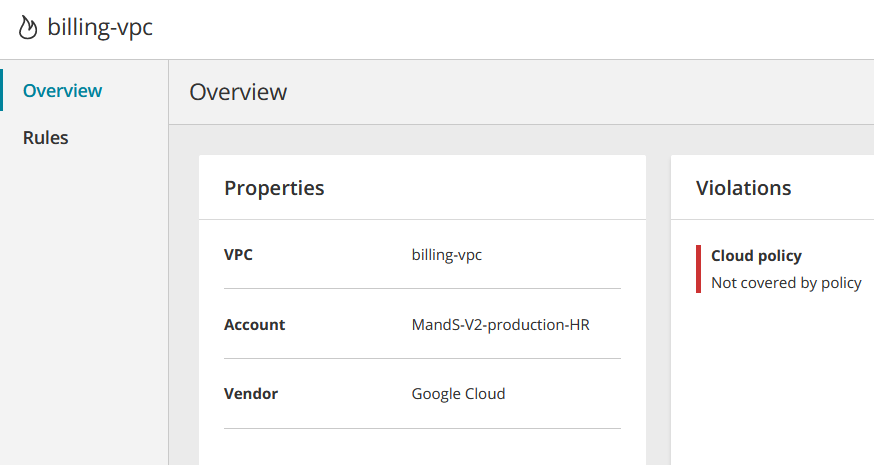 billing-vpc
Overview
Rules
Overview
Properties
VPC billing-vpc
Account MandS-V2-production-HR
Vendor Google Cloud
Violations
Cloud policy
Not covered by policy